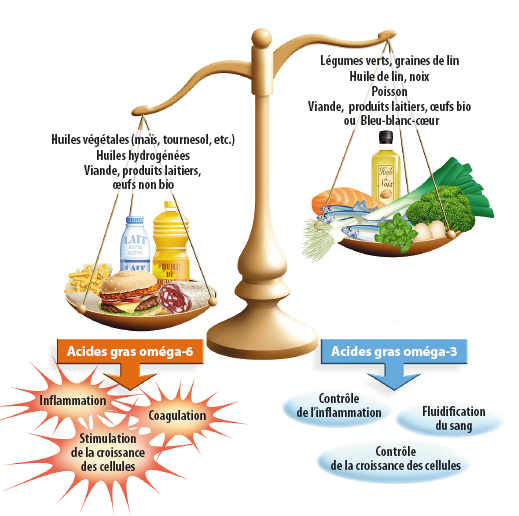 Légumes verts, graines de lin
Huile de lin, noix
Poisson
Viande, produits laitiers, œufs bio
ou Bleu-blanc-cœur
Huiles végétales (maïs, tournesol, etc.)
Huiles hydrogénées
Viande, produits laitiers,
œufs non bio
Huile
Noix
LAIT
LAIT
HUILE
DE
Acides gras oméga-6
Acides gras oméga-3
Inflammation
Coagulation
Stimulation
de la croissance
des cellules
Contrôle
de l'inflammation
Fluidification
du sang
Contrôle
de la croissance des cellules